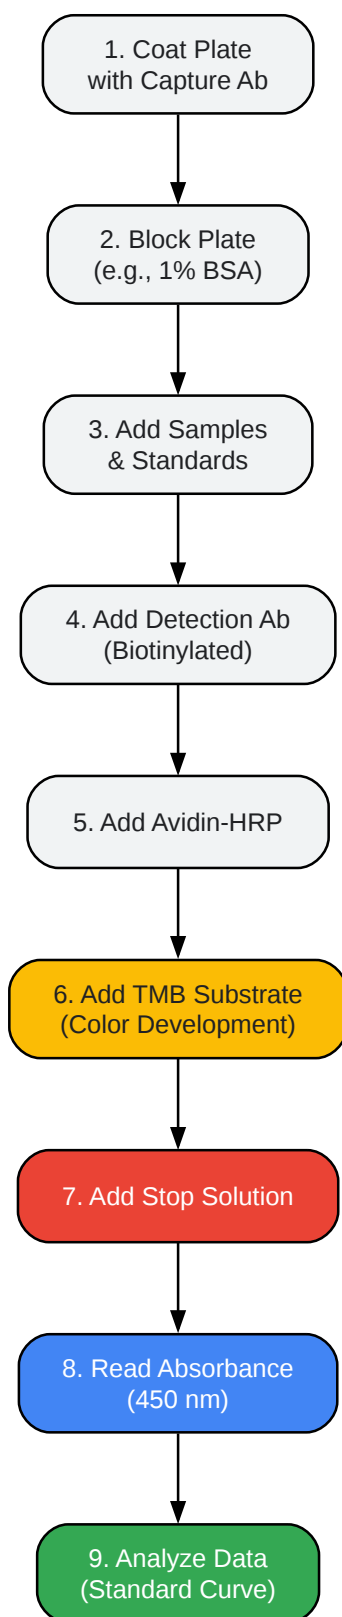 1. Coat Plate
with Capture Ab
2. Block Plate
(e.g., 1% BSA)
3. Add Samples
& Standards
4. Add Detection Ab
(Biotinylated)
5. Add Avidin-HRP
6. Add TMB Substrate
(Color Development)
7. Add Stop Solution
8. Read Absorbance
(450 nm)
9. Analyze Data
(Standard Curve)